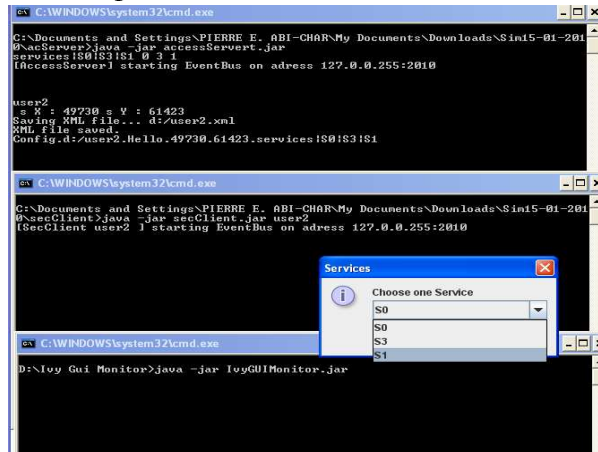 C:\WINDOWS\system32\cmd.exe
C:\Documents and Settings\PIERRE E. ABI-CHAR\My Documents\Downloads\Sim15-01-201
0\acServer>java -jar accessServert.jar
services!S0!S3!S1 0 3 1
[AccessServer] starting EventBus on adress 127.0.0.255:2010
user2
s X : 49730 s Y : 61423
Saving XML file... d:/user2.xml
XML file saved.
Config.d:/user2.Hello.49730.61423.services!S0!S3!S1
C:\WINDOWS\system32\cmd.exe
C:\Documents and Settings\PIERRE E. ABI-CHAR\My Documents\Downloads\Sim15-01-201
0\secClient>java -jar secClient.jar user2
[SecClient user2 ] starting EventBus on adress 127.0.0.255:2010
Services
Choose one Service
S0
S0
S3
S1
C:\WINDOWS\system32\cmd.exe
D:\Ivy Gui Monitor>java -jar IvyGUIMonitor.jar